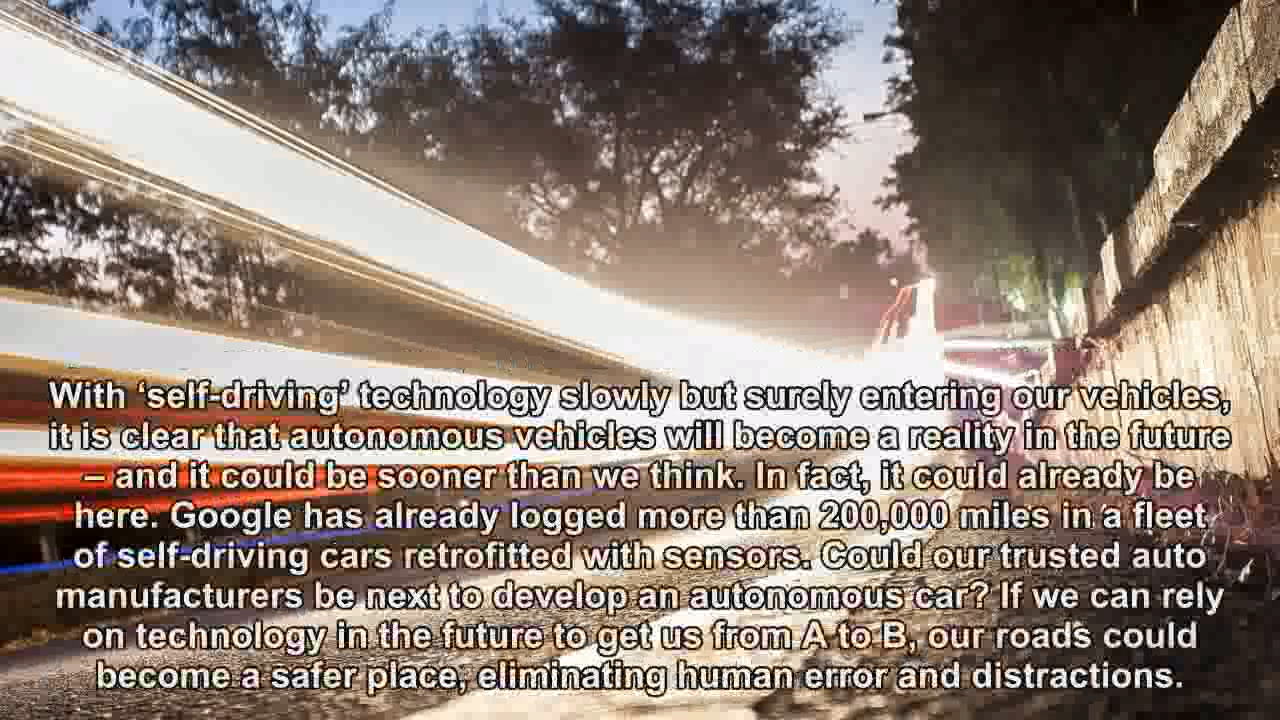 With ‘self-driving’ technology slowly but surely entering our vehicles,
it is clear that autonomous vehicles will become a reality in the future
– and it could be sooner than we think. In fact, it could already be
here. Google has already logged more than 200,000 miles in a fleet
of self-driving cars retrofitted with sensors. Could our trusted auto
manufacturers be next to develop an autonomous car? If we can rely
on technology in the future to get us from A to B, our roads could
become a safer place, eliminating human error and distractions.